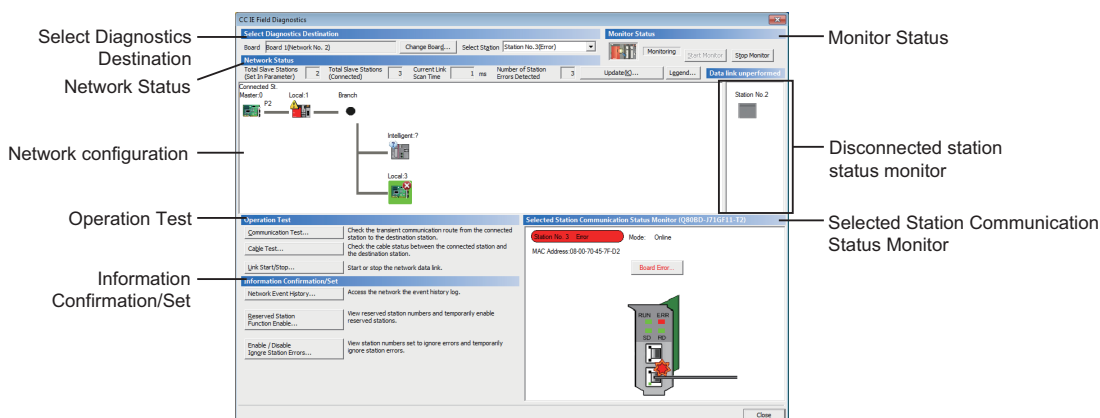 CC IE Field Diagnostics
Select Diagnostics Destination
Select Diagnostics Destination
Board Board 1(Network No. 2) Change Board... Select Station Station No.3(Error)
Monitor Status
Monitoring Start Monitor Stop Monitor
Monitor Status
Network Status
Network Status
Total Slave Stations (Set In Parameter) 2
Total Slave Stations (Connected) 3
Current Link Scan Time 1 ms
Number of Station Errors Detected 3
Update(X)... Legend... Data link unperformed
Connected St.
Master:0 Local:1 Branch
P2
Station No.2
Network configuration
Intelligent:?
Local:3
Disconnected station
status monitor
Operation Test
Operation Test
Communication Test... Check the transient communication route from the connected station to the destination station.
Cable Test... Check the cable status between the connected station and the destination station.
Link Start/Stop... Start or stop the network data link.
Information
Confirmation/Set
Information Confirmation/Set
Network Event History... Access the network the event history log.
Reserved Station Function Enable... View reserved station numbers and temporarily enable reserved stations.
Enable / Disable Ignore Station Errors... View station numbers set to ignore errors and temporarily ignore station errors.
Selected Station Communication Status Monitor (Q80BD-J71GF11-T2)
Selected Station Communication
Status Monitor
Station No. 3 Error Mode: Online
MAC Address:08-00-70-45-7F-D2
Board Error...
RUN ERR
SD RD
Close